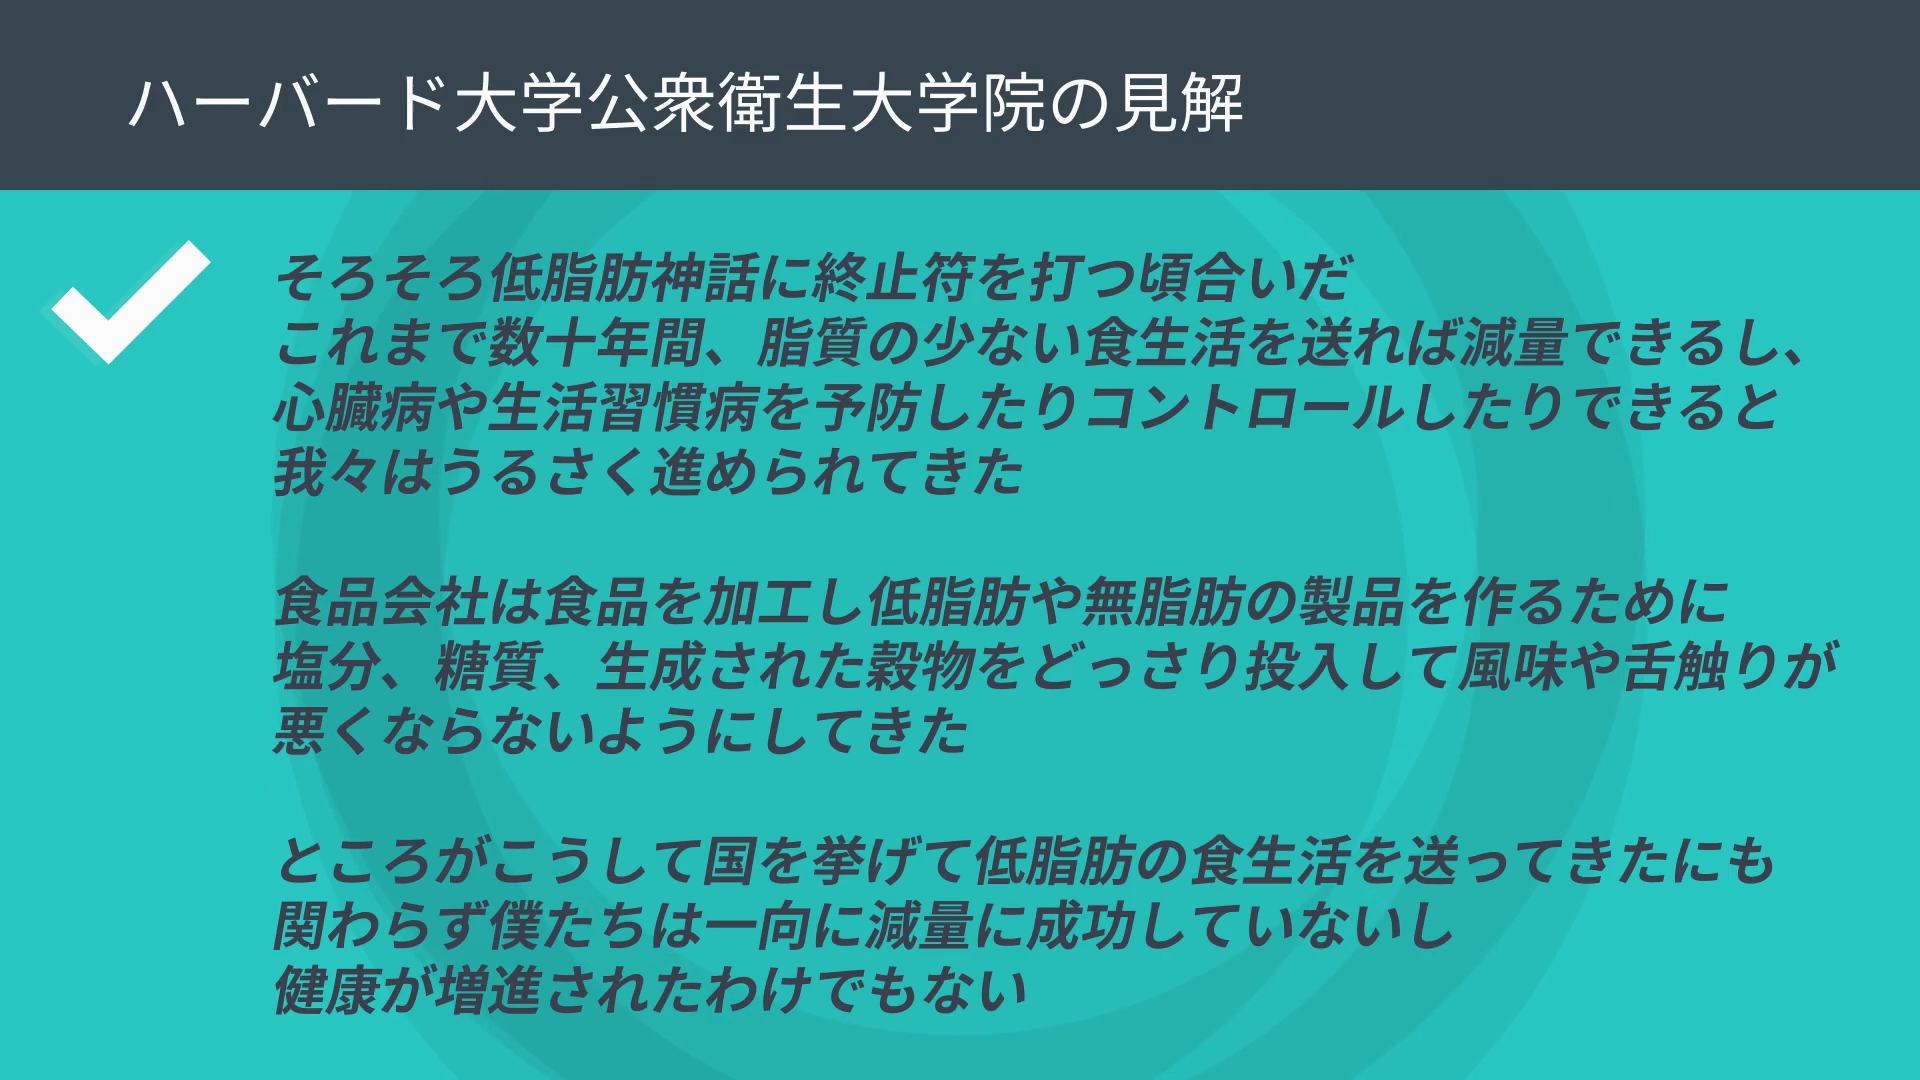 ハーバード大学公衆衛生大学院の見解
そろそろ低脂肪神話に終止符を打つ頃合いだ
これまで数十年間、脂質の少ない食生活を送れば減量できるし、
心臓病や生活習慣病を予防したりコントロールしたりできると
我々はうるさく進められてきた
食品会社は食品を加工し低脂肪や無脂肪の製品を作るために
塩分、糖質、生成された穀物をどっさり投入して風味や舌触りが
悪くならないようにしてきた
ところがこうして国を挙げて低脂肪の食生活を送ってきたにも
関わらず僕たちは一向に減量に成功していないし
健康が増進されたわけでもない